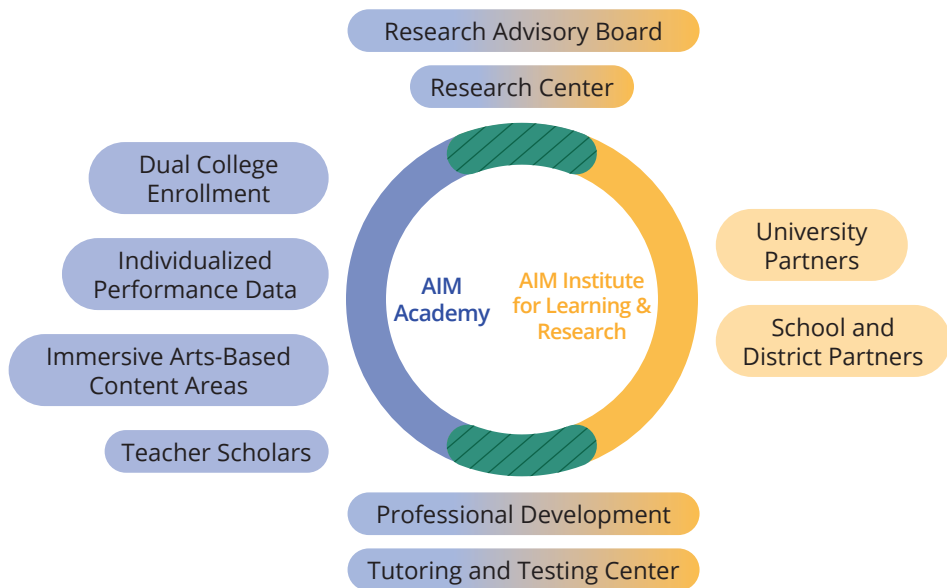 Research Advisory Board
Research Center
Dual College
Enrollment
Individualized
Performance Data
Immersive Arts-Based
Content Areas
Teacher Scholars
AIM
Academy
AIM Institute
for Learning &
Research
University
Partners
School and
District Partners
Professional Development
Tutoring and Testing Center